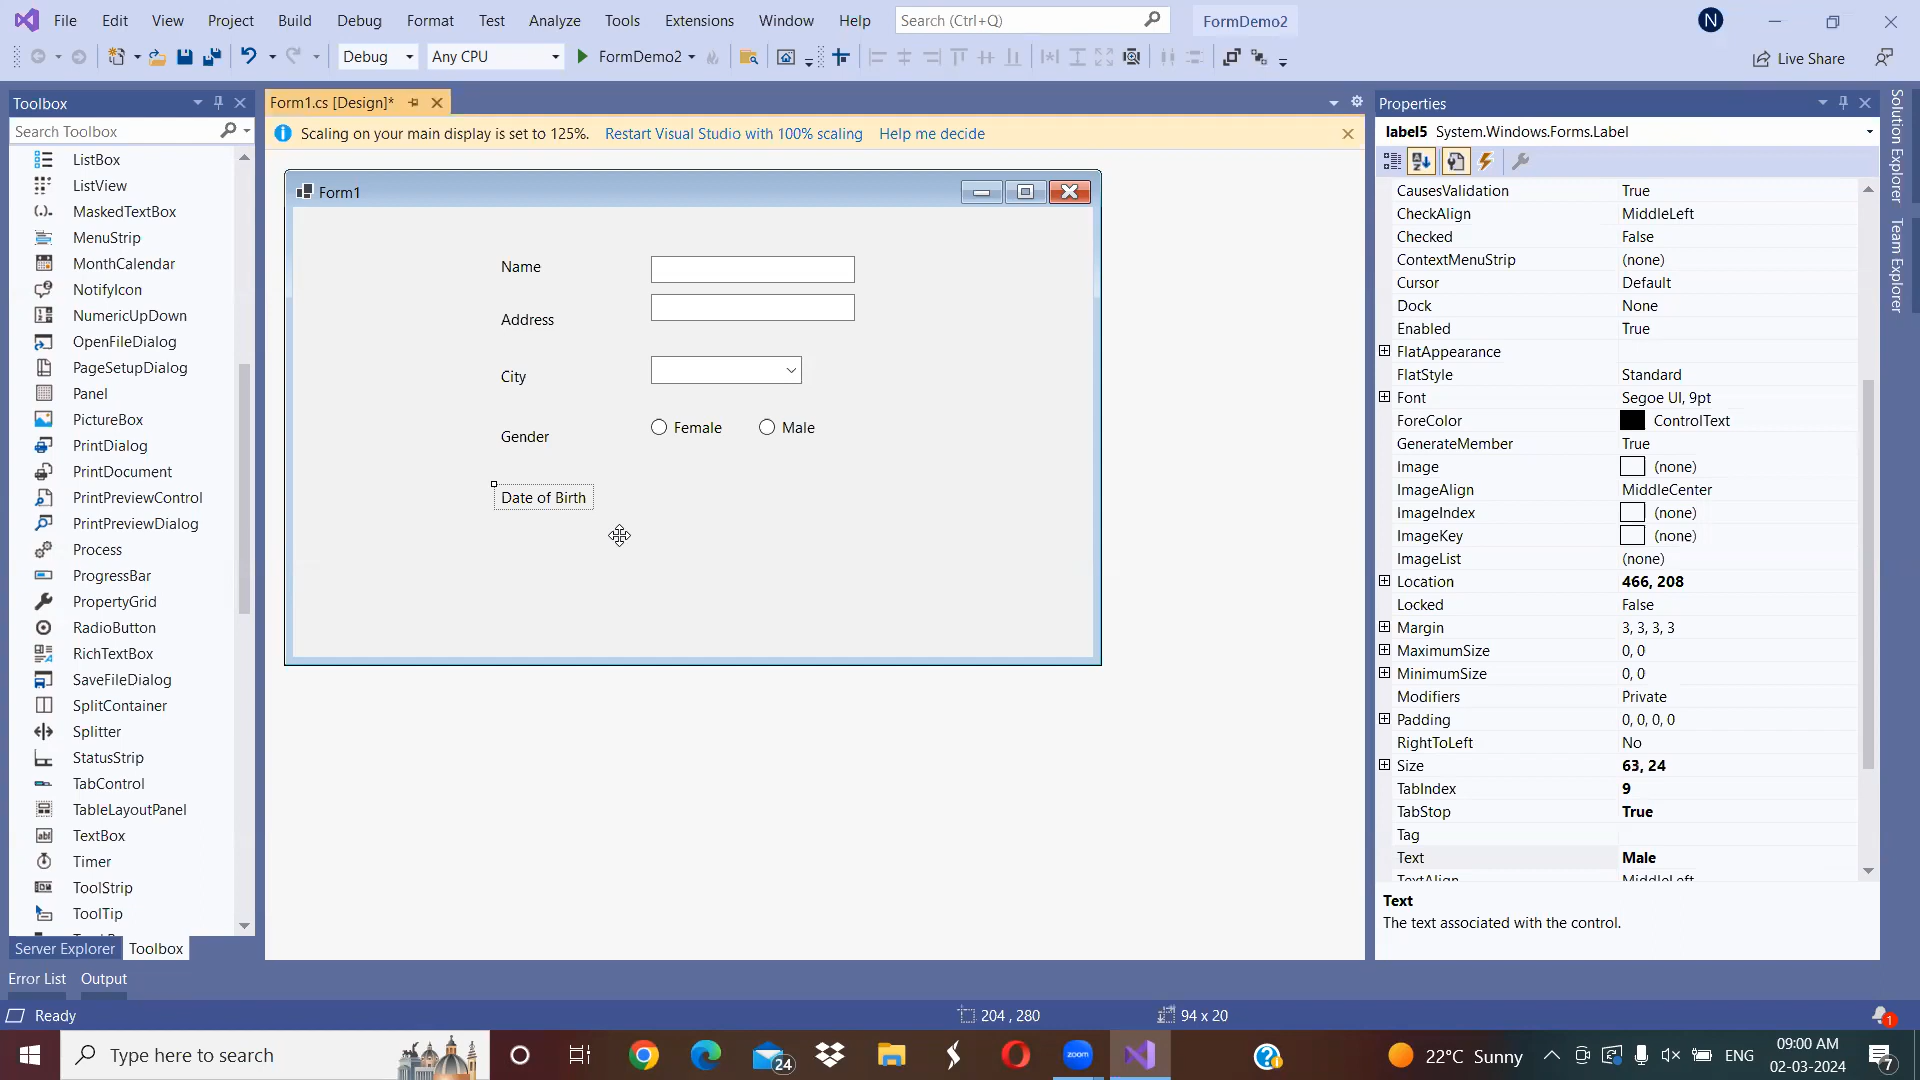 File Edit View Project Build Debug Format Test Analyze Tools Extensions Window Help Search (Ctrl+Q) FormDemo2 N
Debug Any CPU FormDemo2 Live Share
Toolbox
Search Toolbox
ListBox
ListView
MaskedTextBox
MenuStrip
MonthCalendar
NotifyIcon
NumericUpDown
OpenFileDialog
PageSetupDialog
Panel
PictureBox
PrintDialog
PrintDocument
PrintPreviewControl
PrintPreviewDialog
Process
ProgressBar
PropertyGrid
RadioButton
RichTextBox
SaveFileDialog
SplitContainer
Splitter
StatusStrip
TabControl
TableLayoutPanel
TextBox
Timer
ToolStrip
ToolTip
Server Explorer Toolbox
Error List Output
Form1.cs [Design]*
Scaling on your main display is set to 125%. Restart Visual Studio with 100% scaling Help me decide
Form1
Name
Address
City
Gender Female Male
Date of Birth
Properties
label5 System.Windows.Forms.Label
CausesValidation True
CheckAlign MiddleLeft
Checked False
ContextMenuStrip (none)
Cursor Default
Dock None
Enabled True
FlatAppearance
FlatStyle Standard
Font Segoe UI, 9pt
ForeColor ControlText
GenerateMember True
Image (none)
ImageAlign MiddleCenter
ImageIndex (none)
ImageKey (none)
ImageList (none)
Location 466, 208
Locked False
Margin 3, 3, 3, 3
MaximumSize 0, 0
MinimumSize 0, 0
Modifiers Private
Padding 0, 0, 0, 0
RightToLeft No
Size 63, 24
TabIndex 9
TabStop True
Tag
Text Male
TextAlign MiddleLeft
Text
The text associated with the control.
Solution Explorer
Team Explorer
Ready 204 , 280 94 x 20 1
Type here to search 24 zoom 22°C Sunny ENG 09:00 AM
02-03-2024 7